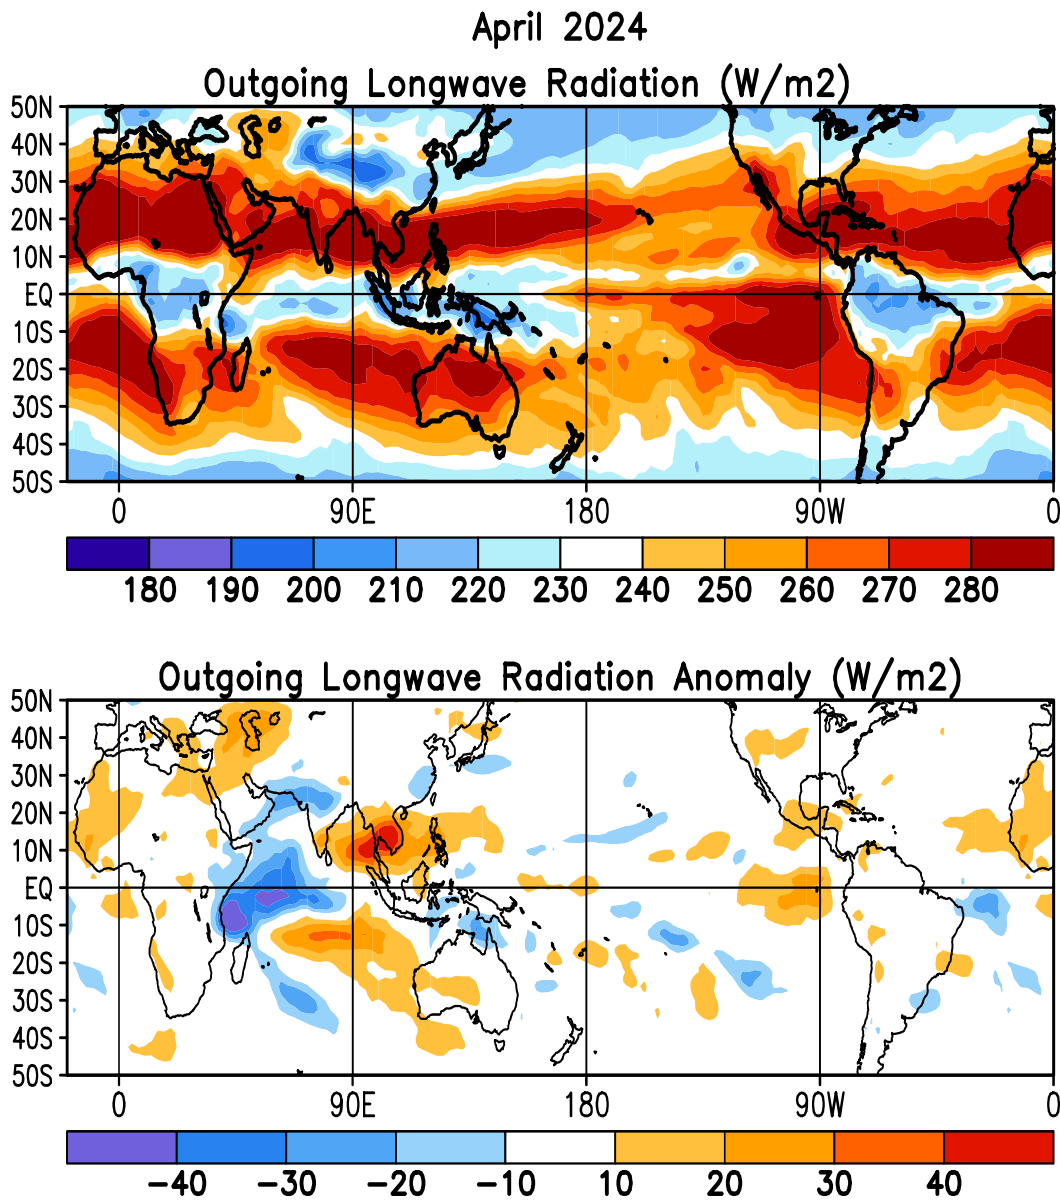 April 2024
Outgoing Longwave Radiation (W/m2)
50N
40N
30N
20N
10N
EQ
10S
20S
30S
40S
50S
0 90E 180 90W 0
180 190 200 210 220 230 240 250 260 270 280
Outgoing Longwave Radiation Anomaly (W/m2)
50N
40N
30N
20N
10N
EQ
10S
20S
30S
40S
50S
0 90E 180 90W 0
-40 -30 -20 -10 10 20 30 40